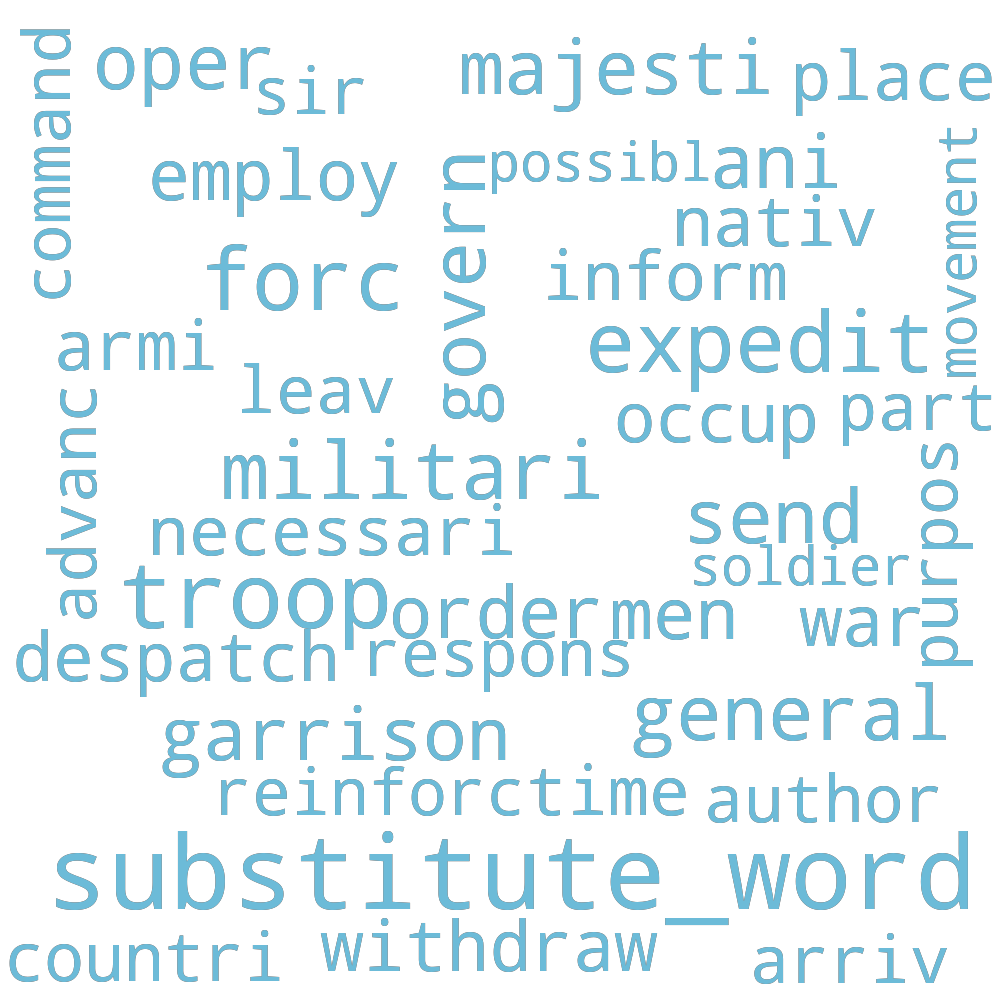 command
oper
sir
majesti
place
employ
govern
possibl
ani
movement
nativ
forc
inform
armi
expedit
leav
advanc
occup
part
militari
purpos
necessari
send
soldier
troop
order
men
war
despatch
respons
garrison
general
reinforc
time
author
substitute_word
countri
withdraw
arriv